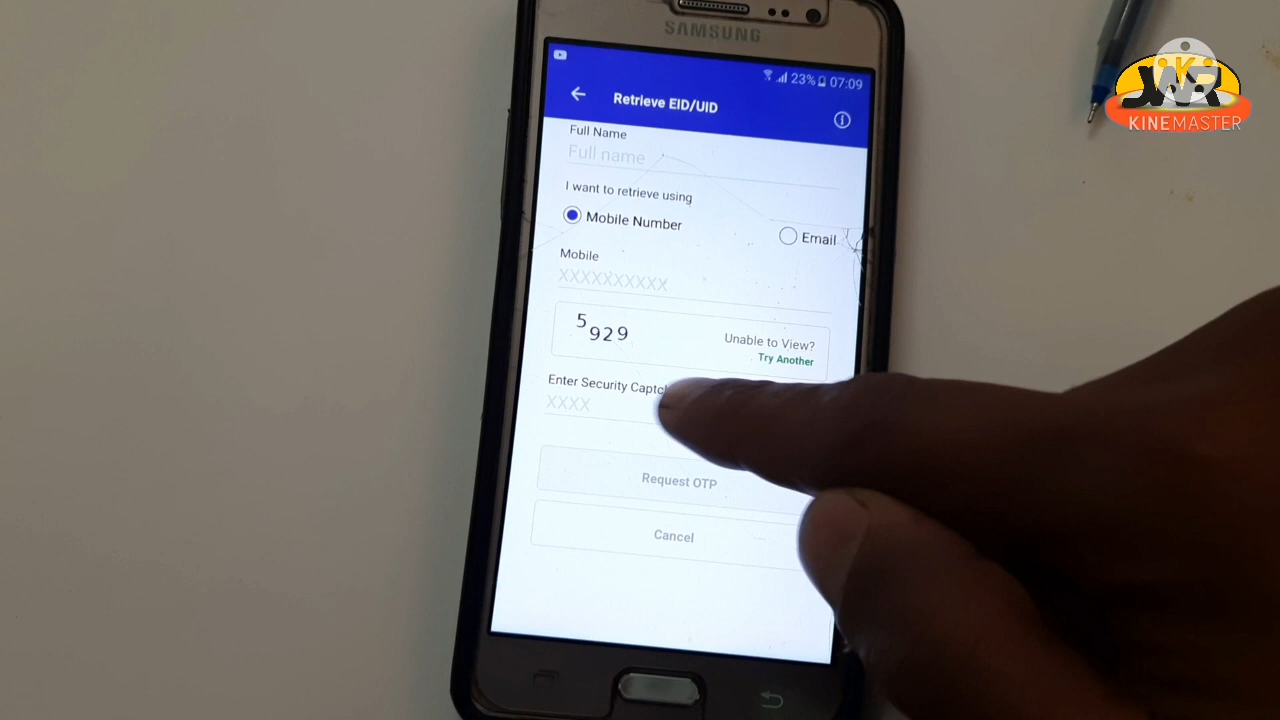 SAMSUNG
23% 07:09
Retrieve EID/UID
Full Name
Full name
I want to retrieve using
Mobile Number
Email
Mobile
XXXXXXXXXX
5929
Unable to View?
Try Another
Enter Security Captch
XXXX
Request OTP
Cancel
KINEMASTER